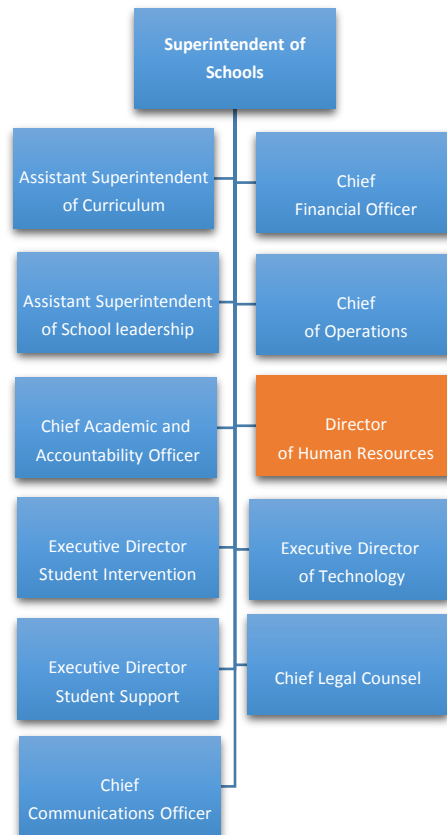 Superintendent of
Schools
Assistant Superintendent
of Curriculum
Chief
Financial Officer
Assistant Superintendent
of School leadership
Chief
of Operations
Chief Academic and
Accountability Officer
Director
of Human Resources
Executive Director
Student Intervention
Executive Director
of Technology
Executive Director
Student Support
Chief Legal Counsel
Chief
Communications Officer